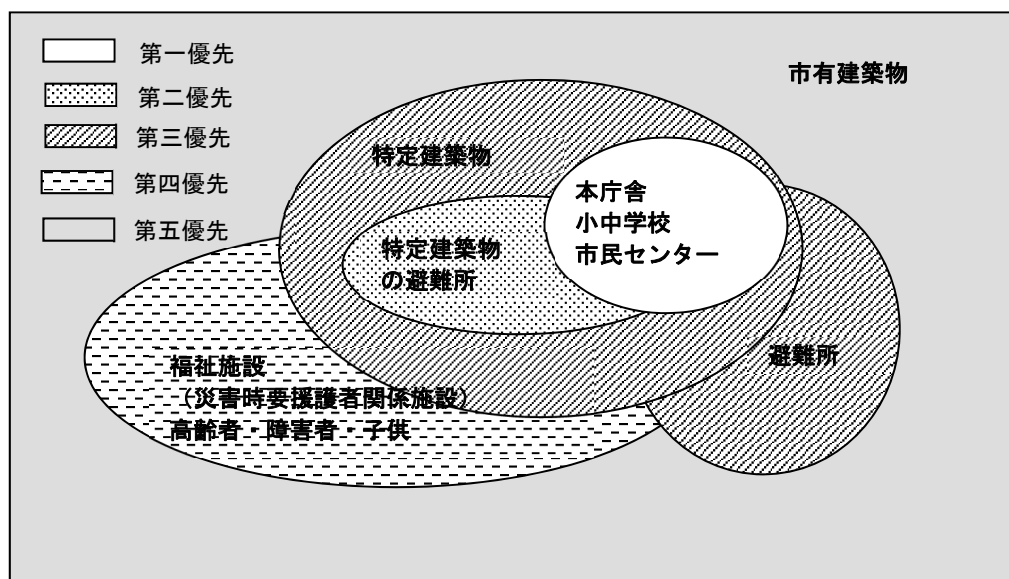 第一優先
第二優先
第三優先
第四優先
第五優先
市有建築物
特定建築物
本庁舎
小中学校
市民センター
特定建築物
の避難所
避難所
福祉施設
（災害時要援護者関係施設）
高齢者・障害者・子供